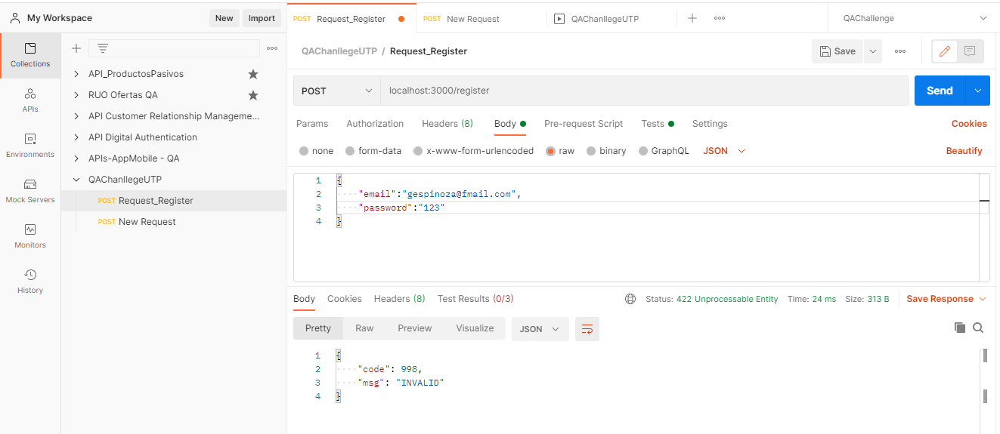 My Workspace
New
Import
POST Request_Register
POST New Request
QAChanllegeUTP
QAChallenge
Collections
APIs
Environments
Mock Servers
Monitors
History
API_ProductosPasivos
RUO Ofertas QA
API Customer Relationship Manageme...
API Digital Authentication
APIs-AppMobile - QA
QAChanllegeUTP
POST Request_Register
POST New Request
QAChanllegeUTP / Request_Register
Save
POST
localhost:3000/register
Send
Params Authorization Headers (8) Body Pre-request Script Tests Settings
Cookies
none form-data x-www-form-urlencoded raw binary GraphQL JSON
Beautify
1 {
2 "email":"gespinoza@fmail.com",
3 "password":"123"
4 }
Body Cookies Headers (8) Test Results (0/3)
Status: 422 Unprocessable Entity Time: 24 ms Size: 313 B
Save Response
Pretty Raw Preview Visualize JSON
1 {
2 "code": 998,
3 "msg": "INVALID"
4 }